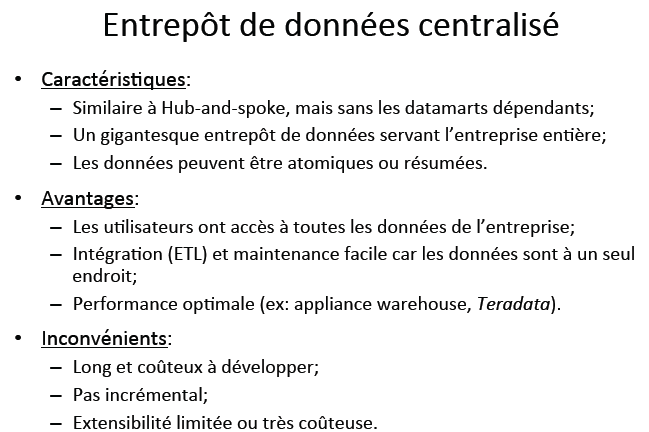 Entrepôt de données centralisé
• Caractéristiques:
– Similaire à Hub-and-spoke, mais sans les datamarts dépendants;
– Un gigantesque entrepôt de données servant l’entreprise entière;
– Les données peuvent être atomiques ou résumées.
• Avantages:
– Les utilisateurs ont accès à toutes les données de l’entreprise;
– Intégration (ETL) et maintenance facile car les données sont à un seul
endroit;
– Performance optimale (ex: appliance warehouse, Teradata).
• Inconvénients:
– Long et coûteux à développer;
– Pas incrémental;
– Extensibilité limitée ou très coûteuse.